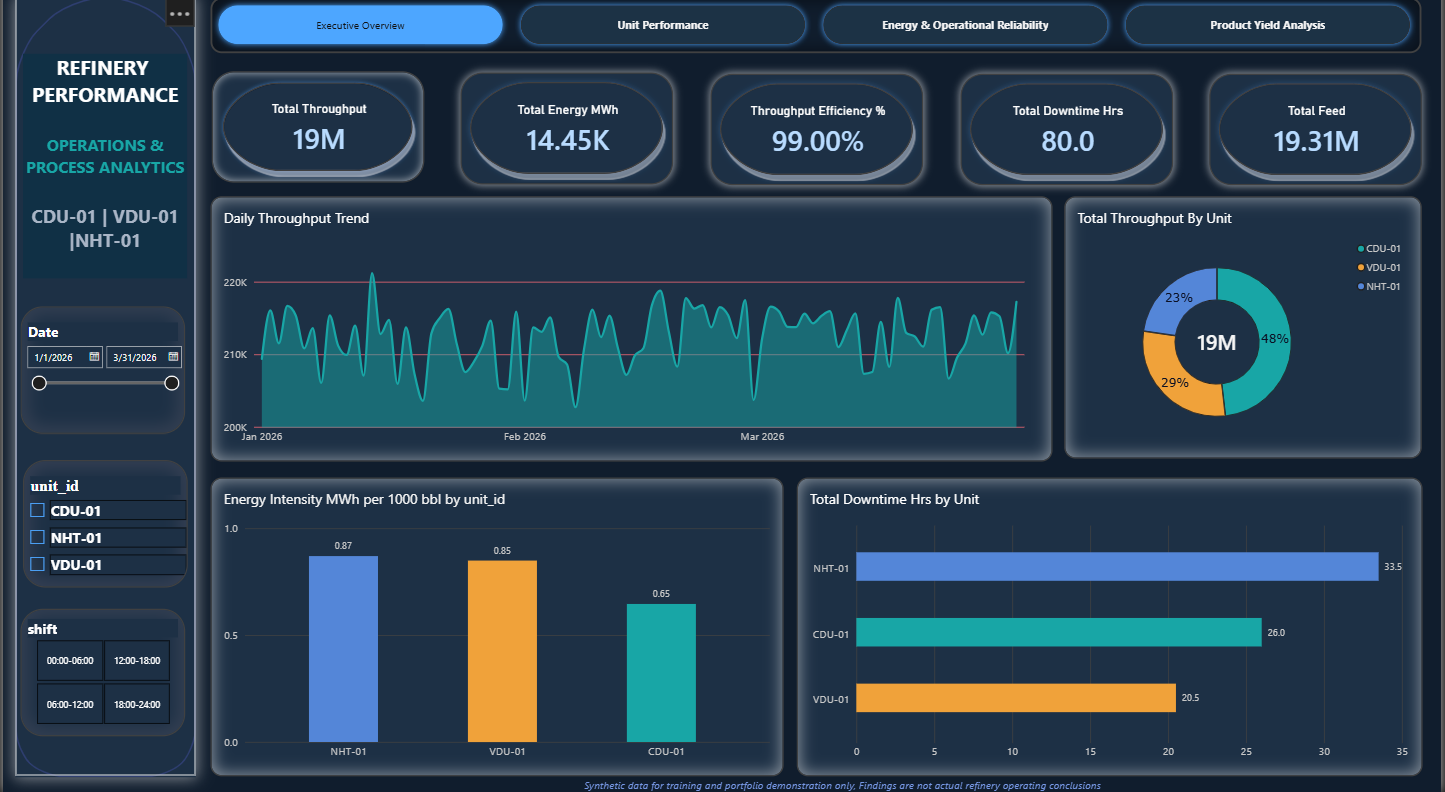 REFINERY
PERFORMANCE
OPERATIONS &
PROCESS ANALYTICS
CDU-01 | VDU-01
|NHT-01
Date
1/1/2026
3/31/2026
unit_id
CDU-01
NHT-01
VDU-01
shift
00:00-06:00
12:00-18:00
06:00-12:00
18:00-24:00
Executive Overview
Unit Performance
Energy & Operational Reliability
Product Yield Analysis
Total Throughput
19M
Total Energy MWh
14.45K
Throughput Efficiency %
99.00%
Total Downtime Hrs
80.0
Total Feed
19.31M
Daily Throughput Trend
220K
210K
200K
Jan 2026
Feb 2026
Mar 2026
Total Throughput By Unit
CDU-01
VDU-01
NHT-01
23%
48%
29%
19M
Energy Intensity MWh per 1000 bbl by unit_id
1.0
0.5
0.0
0.87
0.85
0.65
NHT-01
VDU-01
CDU-01
Total Downtime Hrs by Unit
NHT-01
33.5
CDU-01
26.0
VDU-01
20.5
0
5
10
15
20
25
30
35
Synthetic data for training and portfolio demonstration only, Findings are not actual refinery operating conclusions